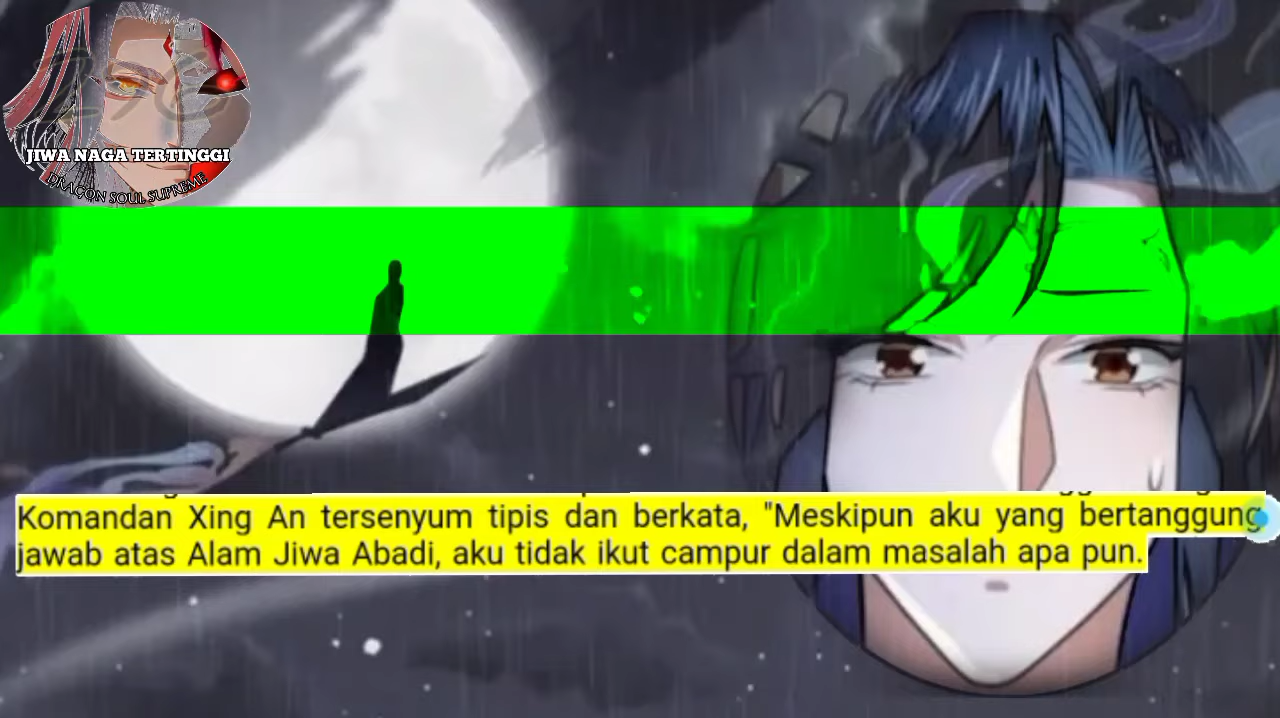 JIWA NAGA TERTINGGI
DRAGON SOUL SUPREME
Komandan Xing An tersenyum tipis dan berkata, "Meskipun aku yang bertanggung
jawab atas Alam Jiwa Abadi, aku tidak ikut campur dalam masalah apa pun.